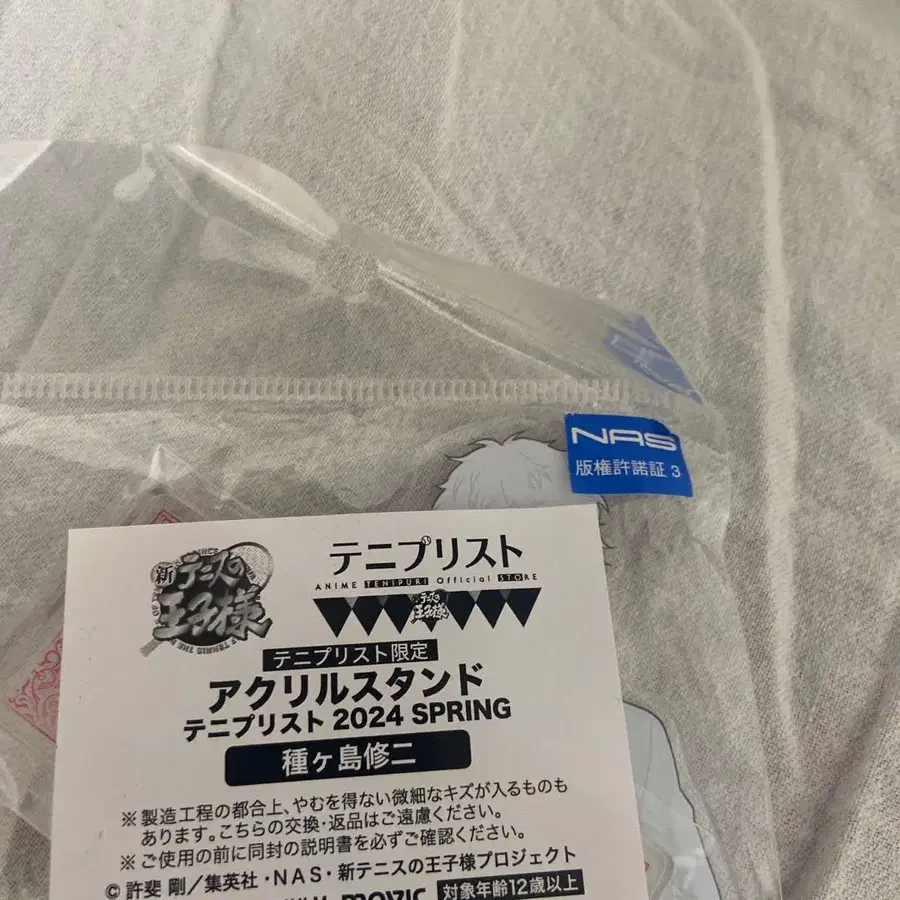 NAS
版権許諾証 3
新テニスの
王子様
テニプリスト
ANIME TENIPURI Official STORE
テニスの
王子様
テニプリスト限定
アクリルスタンド
テニプリスト 2024 SPRING
種ヶ島修二
※製造工程の都合上、やむを得ない微細なキズが入るものも
あります。こちらの交換・返品はご遠慮ください。
※ご使用の前に同封の説明書を必ずご確認ください。
© 許斐 剛／集英社・NAS・新テニスの王子様プロジェクト
movic 対象年齢12歳以上